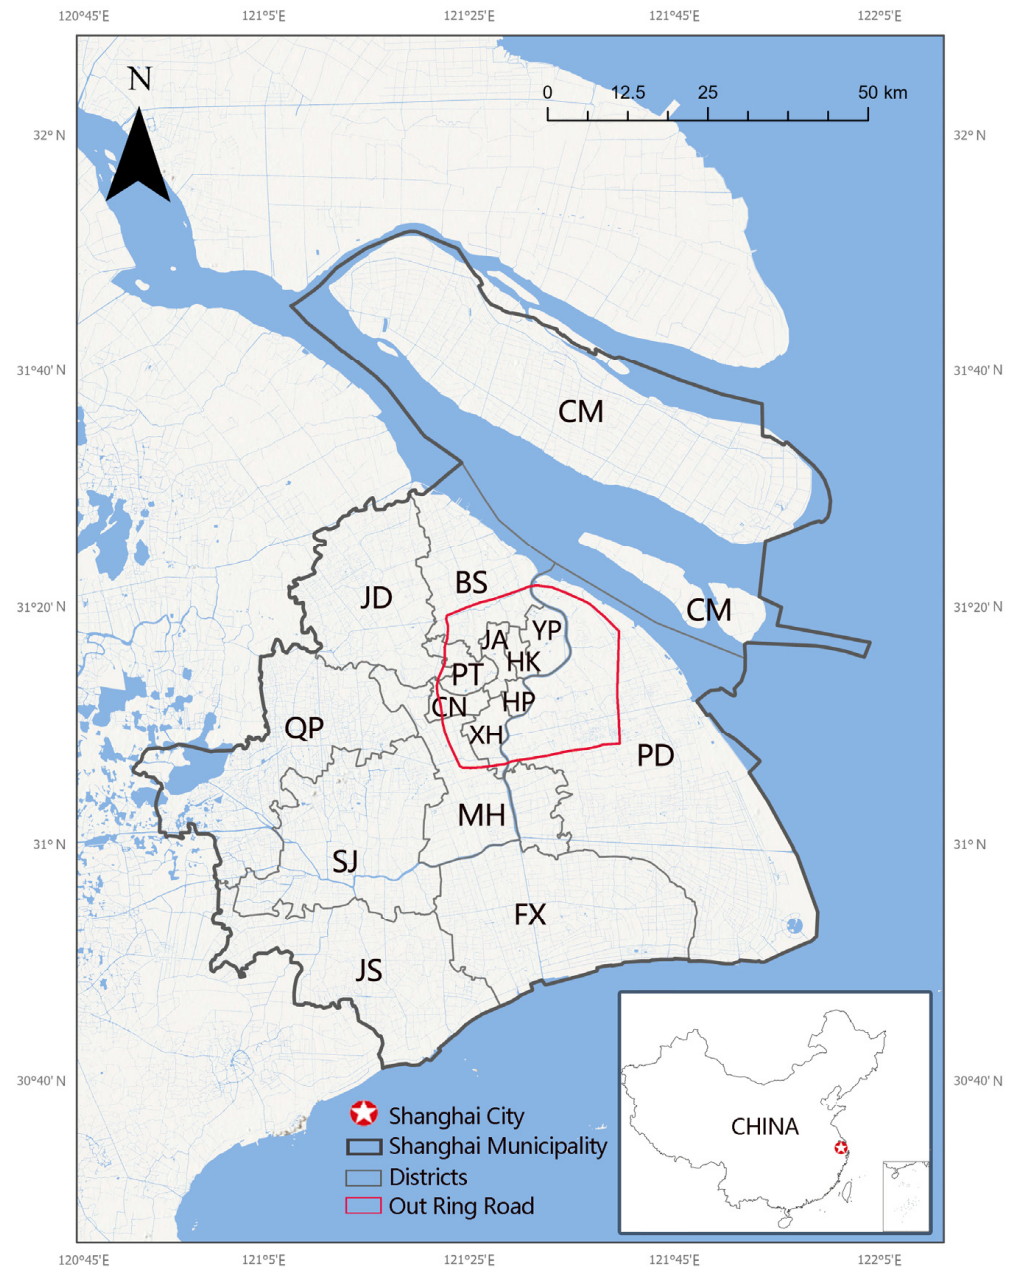 120°45'E 121°5'E 121°25'E 121°45'E 122°5'E
N
0 12.5 25 50 km
32° N 32° N
31°40' N 31°40' N
CM
BS
JD
31°20' N CM 31°20' N
YP
JA
HK
PT
HP
CN
QP
XH
PD
MH
31° N 31° N
SJ
FX
JS
30°40' N 30°40' N
Shanghai City
Shanghai Municipality
Districts
Out Ring Road
CHINA
120°45'E 121°5'E 121°25'E 121°45'E 122°5'E